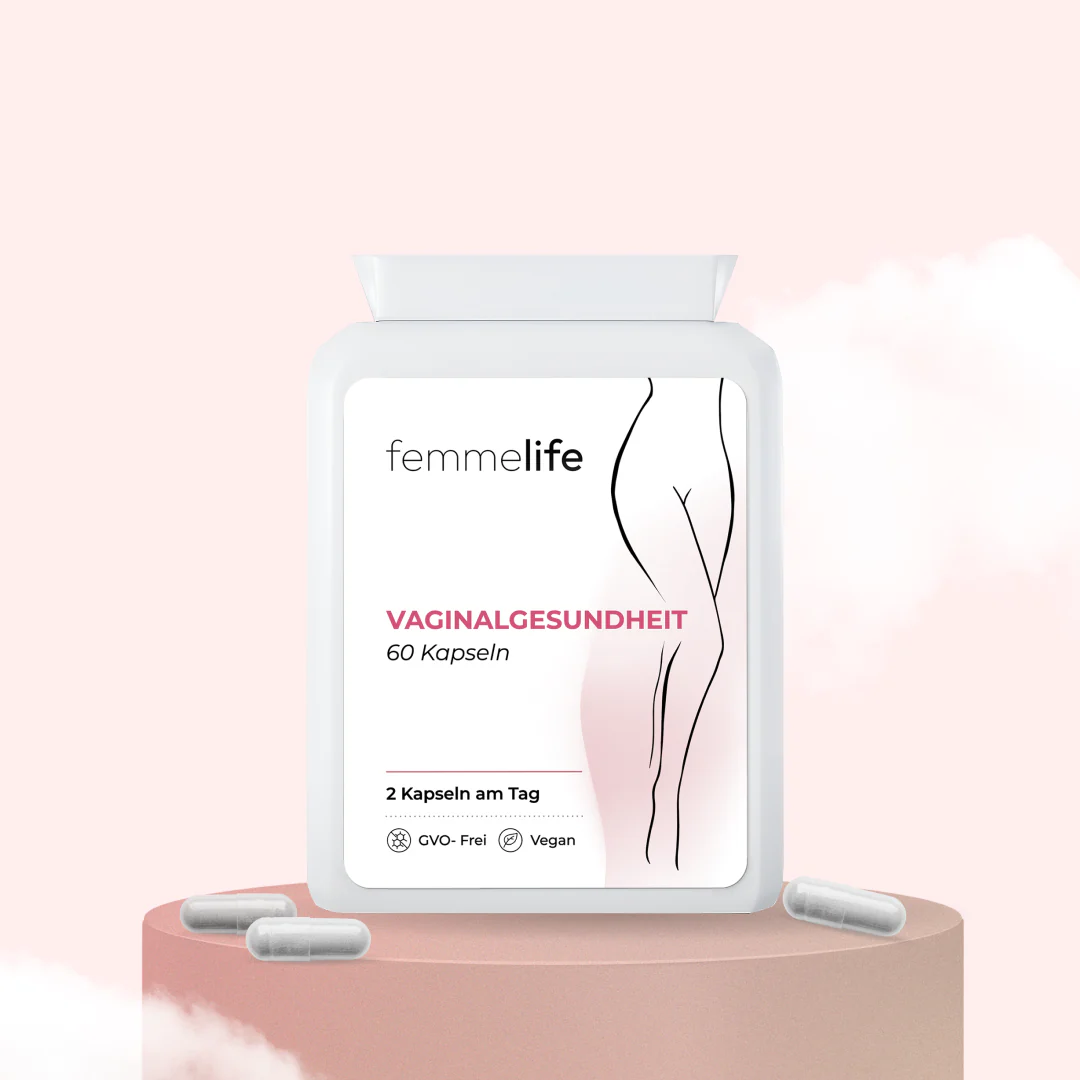 femmelife
VAGINALGESUNDHEIT
60 Kapseln
2 Kapseln am Tag
GVO- Frei Vegan